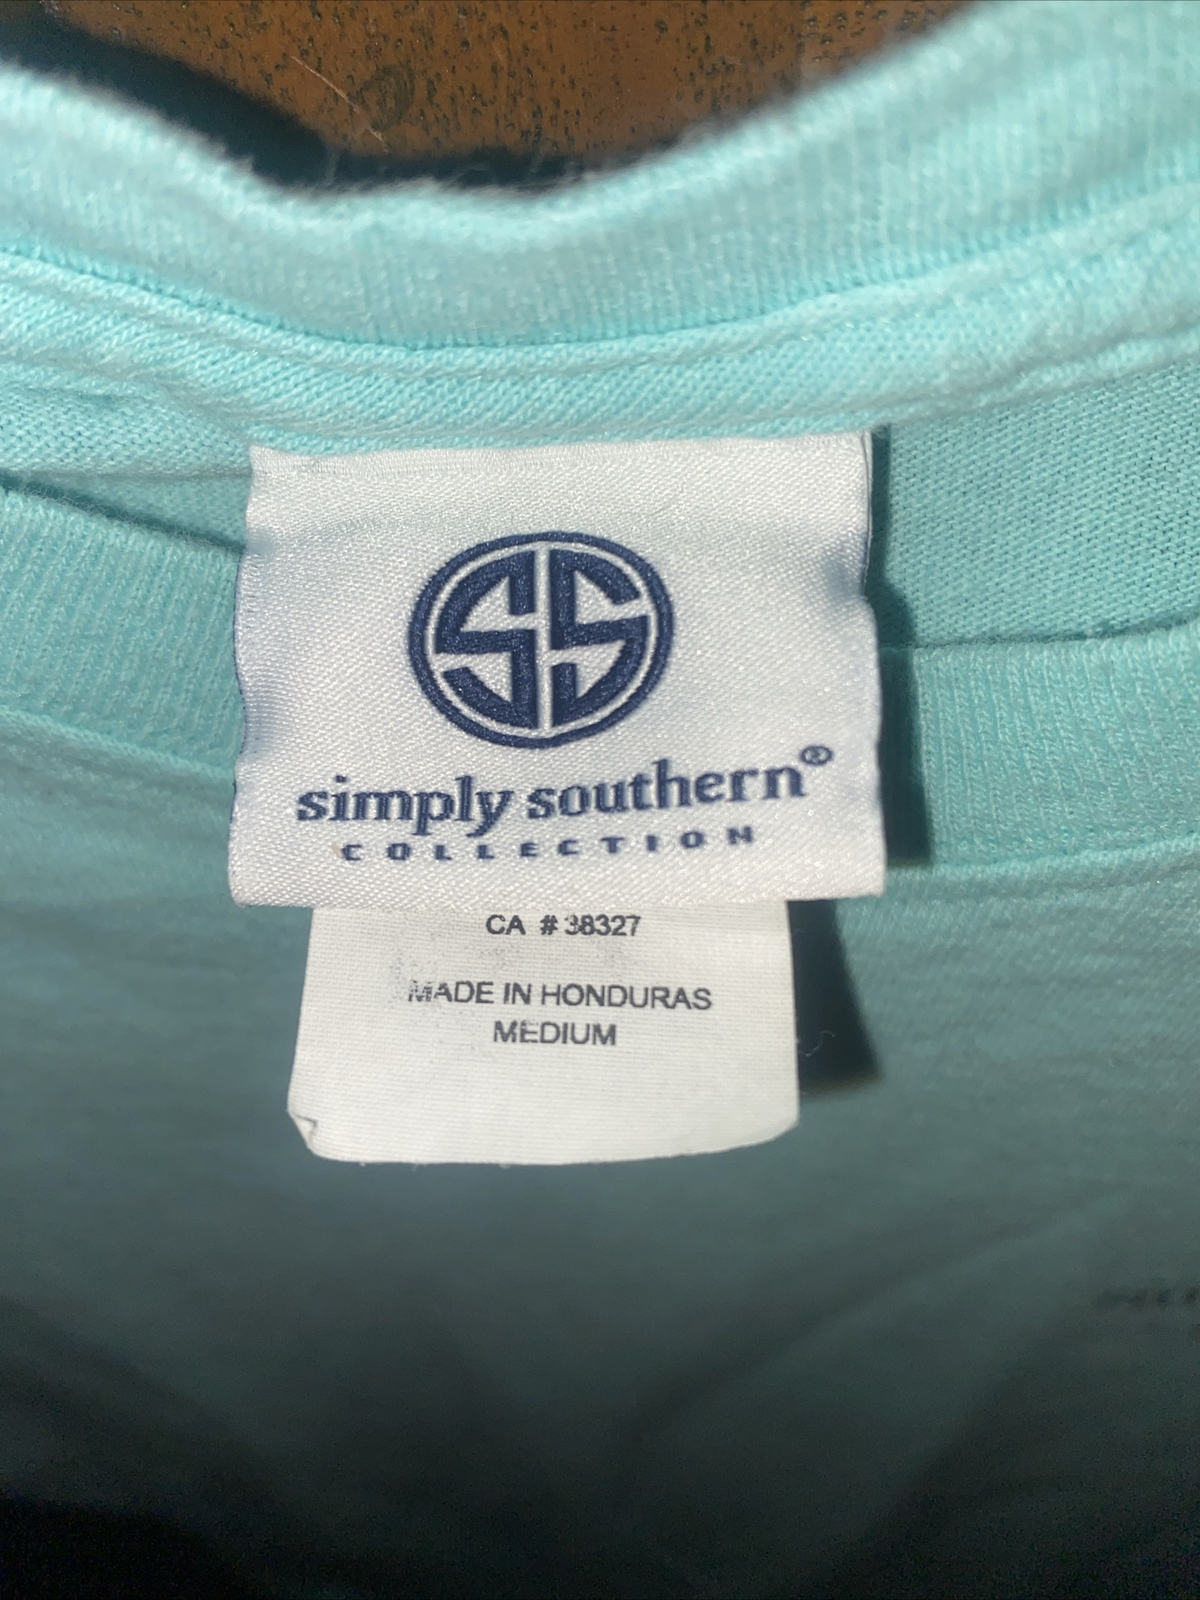 SS
simply southern®
COLLECTION
CA # 38327
MADE IN HONDURAS
MEDIUM